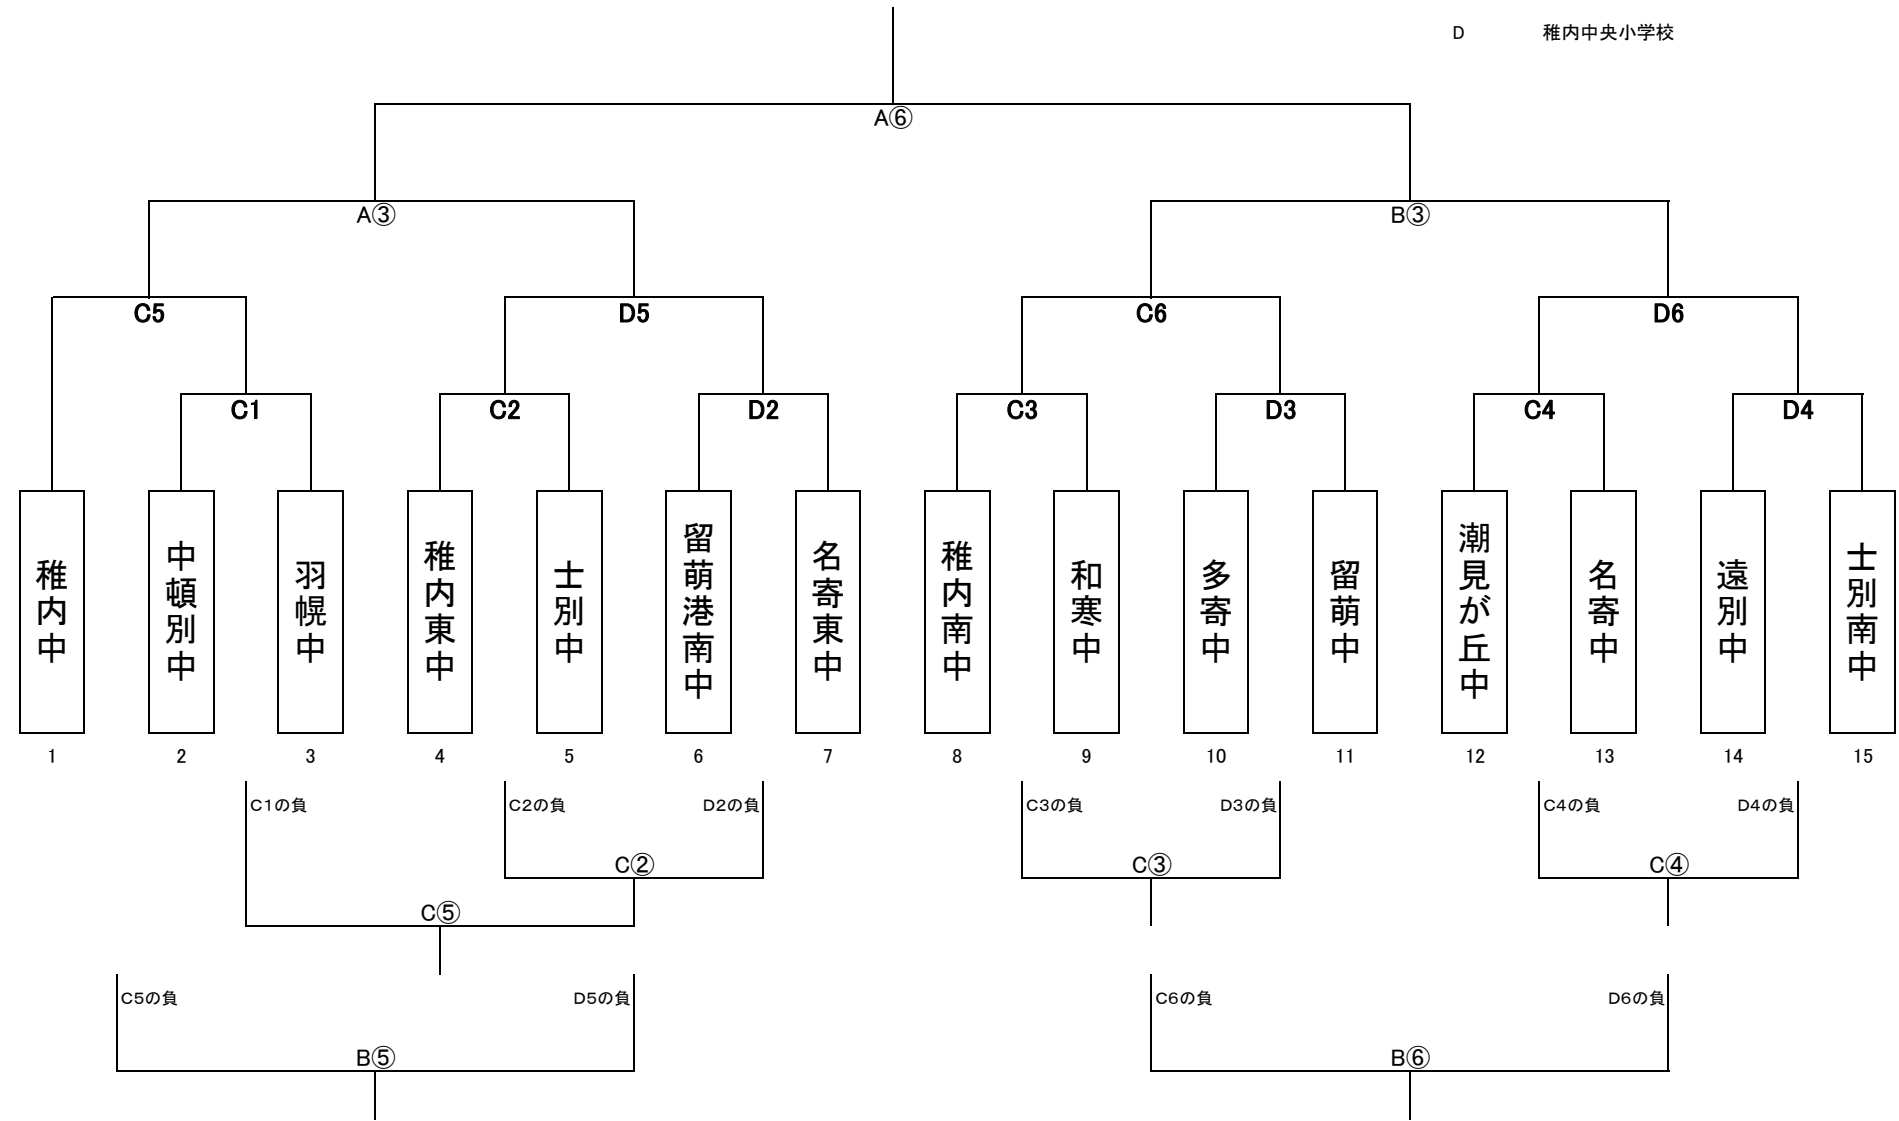 D 稚内中央小学校
A⑥
A③ B③
C5 D5 C6 D6
C1 C2 D2 C3 D3 C4 D4
稚内中
中頓別中
羽幌中
稚内東中
士別中
留萌港南中
名寄東中
稚内南中
和寒中
多寄中
留萌中
潮見が丘中
名寄中
遠別中
士別南中
1 2 3 4 5 6 7 8 9 10 11 12 13 14 15
C1の負 C2の負 D2の負 C3の負 D3の負 C4の負 D4の負
C② C③ C④
C⑤
C5の負 D5の負 C6の負 D6の負
B⑤ B⑥